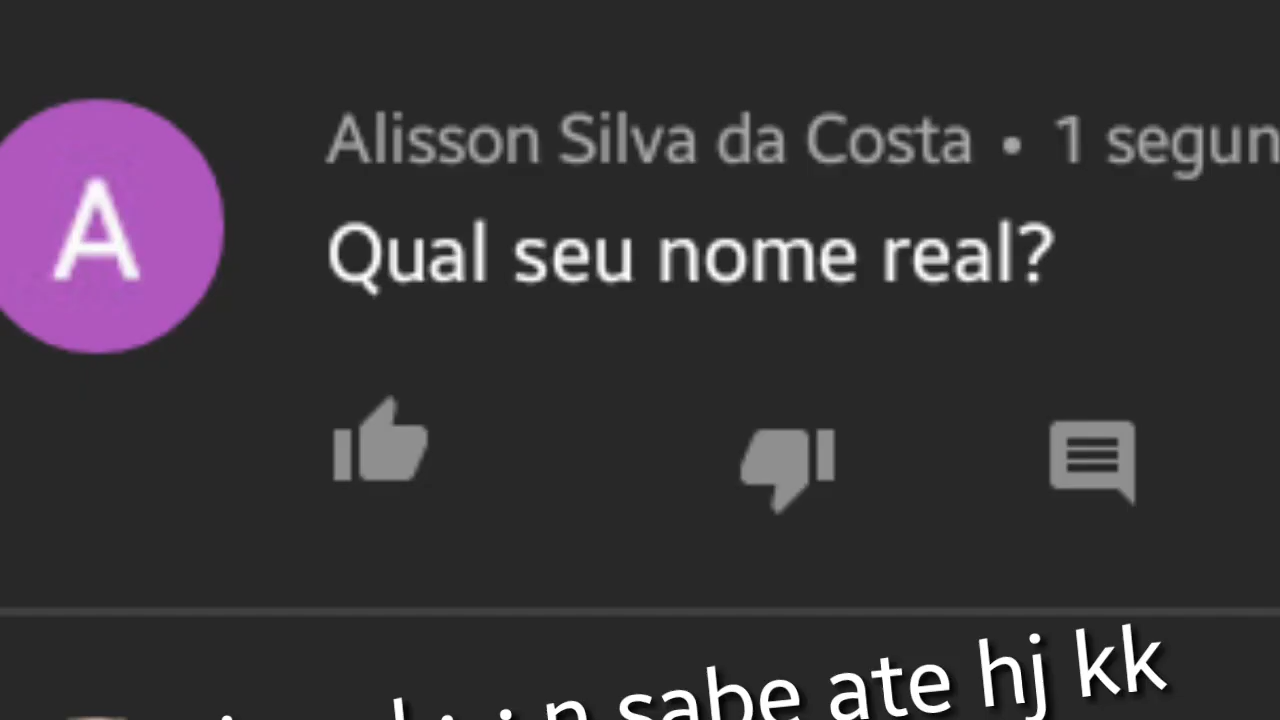 Alisson Silva da Costa • 1 segun
A
Qual seu nome real?
n sabe ate hj kk